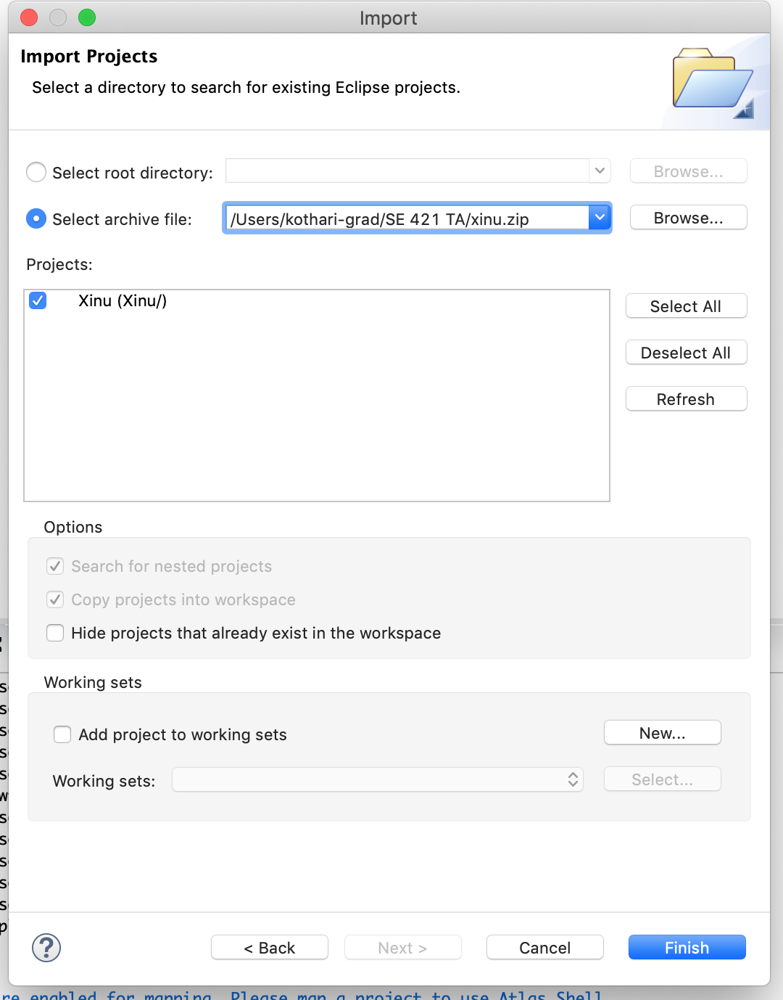 Import
Import Projects
Select a directory to search for existing Eclipse projects.
Select root directory:
Browse...
Select archive file:
/Users/kothari-grad/SE 421 TA/xinu.zip
Browse...
Projects:
Xinu (Xinu/)
Select All
Deselect All
Refresh
Options
Search for nested projects
Copy projects into workspace
Hide projects that already exist in the workspace
Working sets
Add project to working sets
New...
Working sets:
Select...
?
< Back
Next >
Cancel
Finish
enabled for mapping. Please map a project to use Atlas Shell